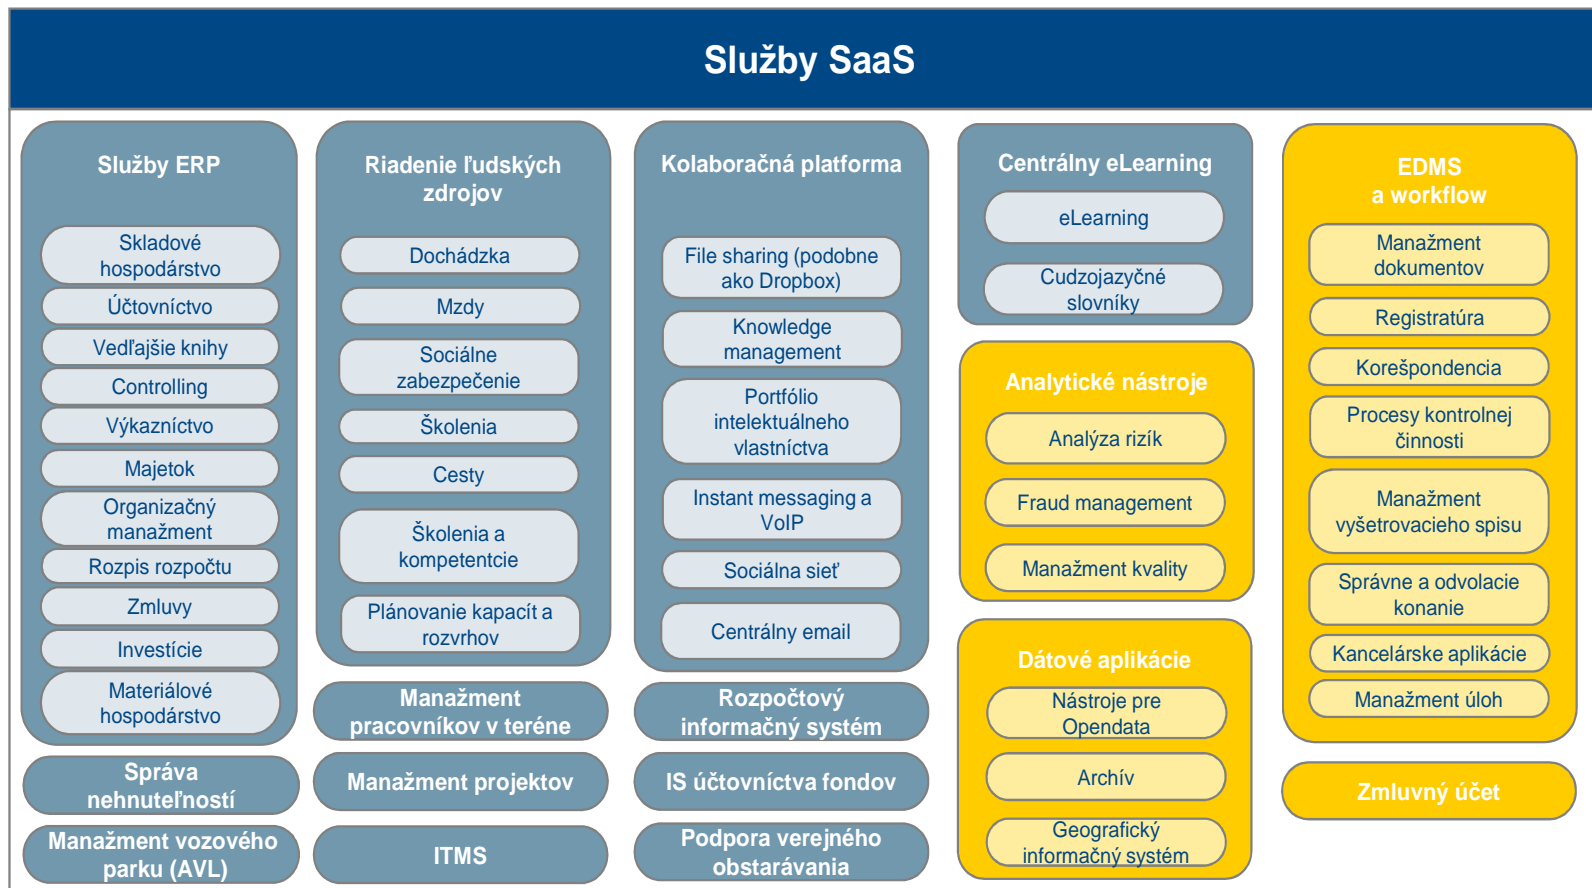 Služby SaaS
Služby ERP
Skladové
hospodárstvo
Účtovníctvo
Vedľajšie knihy
Controlling
Výkazníctvo
Majetok
Organizačný
manažment
Rozpis rozpočtu
Zmluvy
Investície
Materiálové
hospodárstvo
Správa
nehnuteľností
Manažment vozového
parku (AVL)
Riadenie ľudských
zdrojov
Dochádzka
Mzdy
Sociálne
zabezpečenie
Školenia
Cesty
Školenia a
kompetentcie
Plánovanie kapacít a
rozvrhov
Manažment
pracovníkov v teréne
Manažment projektov
ITMS
Kolaboračná platforma
File sharing (podobne
ako Dropbox)
Knowledge
management
Portfólio
intelektuálneho
vlastníctva
Instant messaging a
VoIP
Sociálna sieť
Centrálny email
Rozpočtový
informačný systém
IS účtovníctva fondov
Podpora verejného
obstarávania
Centrálny eLearning
eLearning
Cudzojazyčné
slovníky
Analytické nástroje
Analýza rizík
Fraud management
Manažment kvality
Dátové aplikácie
Nástroje pre
Opendata
Archív
Geografický
informačný systém
EDMS
a workflow
Manažment
dokumentov
Registratúra
Korešpondencia
Procesy kontrolnej
činnosti
Manažment
vyšetrovacieho spisu
Správne a odvolacie
konanie
Kancelárske aplikácie
Manažment úloh
Zmluvný účet